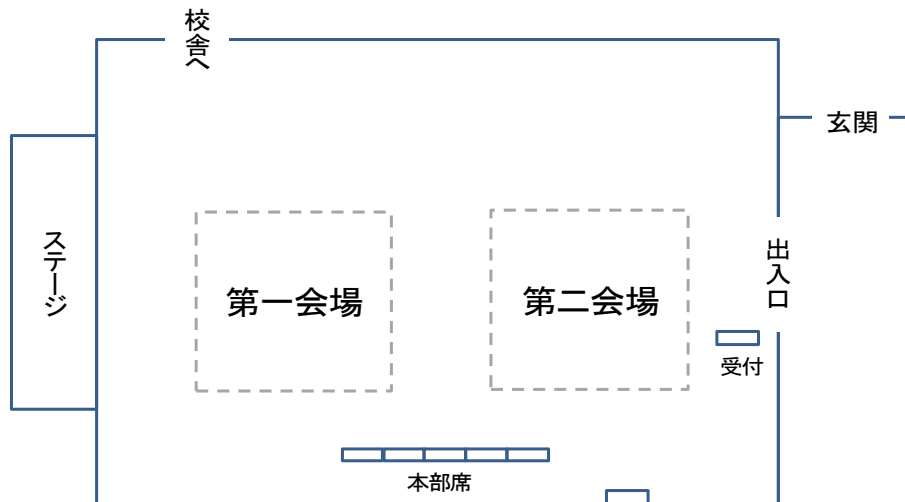 校舎へ
玄関
ステージ
出入口
第一会場
第二会場
受付
本部席